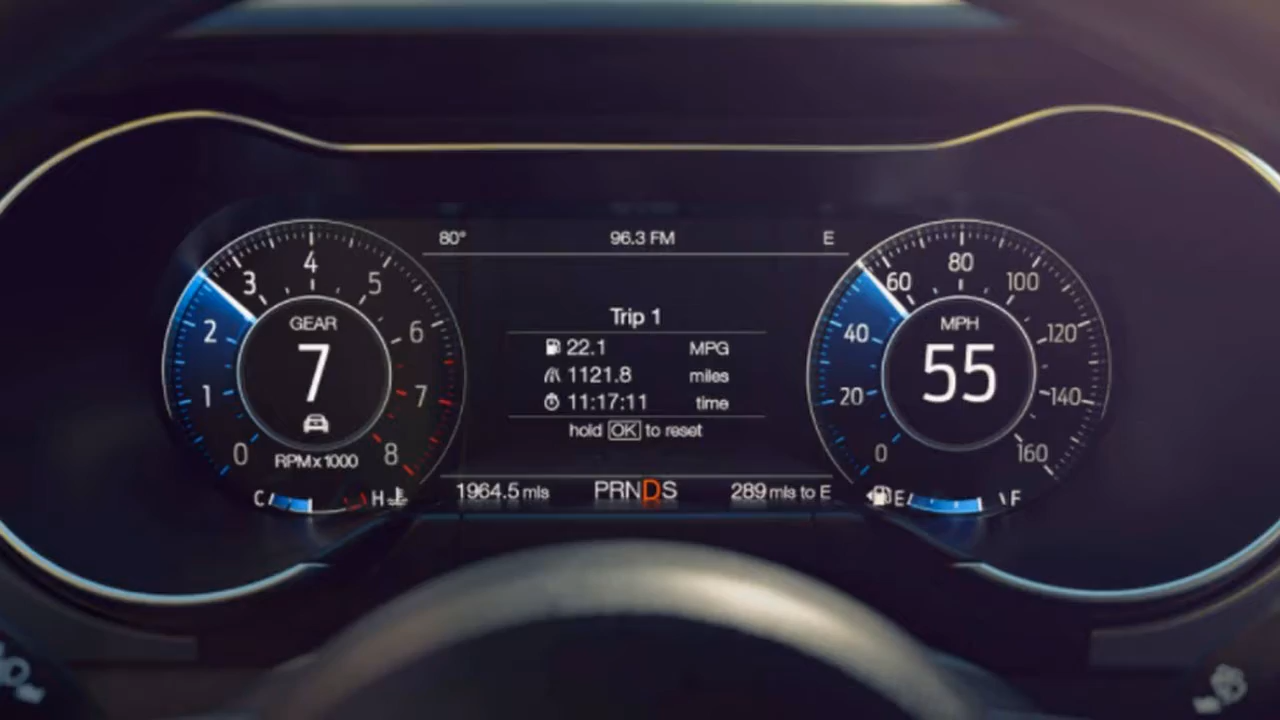 80° 96.3 FM E
0 1 2 3 4 5 6 7 8
GEAR
7
RPMx1000
C H
Trip 1
22.1 MPG
1121.8 miles
11:17:11 time
hold OK to reset
1964.5 mls PRNDS 289 mls to E
0 20 40 60 80 100 120 140 160
MPH
55
E F